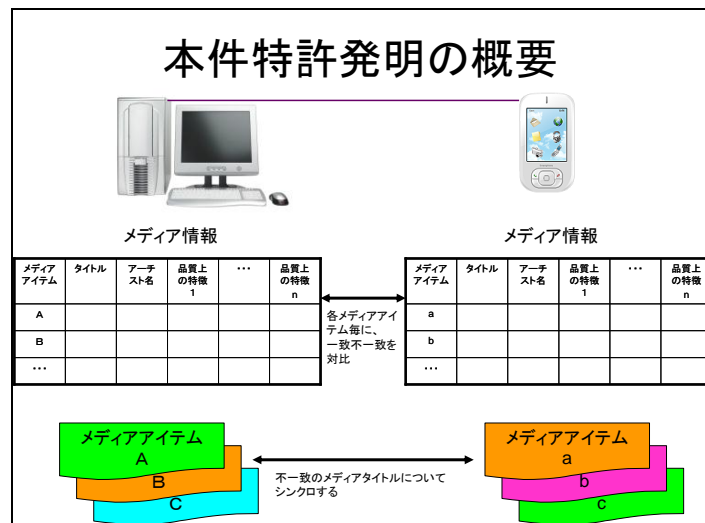 本件特許発明の概要
メディア情報
メディア情報
メディア
アイテム
タイトル
アーチ
スト名
品質上
の特徴
1
・・・
品質上
の特徴
n
A
B
・・・
各メディアアイ
テム毎に、
一致不一致を
対比
メディア
アイテム
タイトル
アーチ
スト名
品質上
の特徴
1
・・・
品質上
の特徴
n
a
b
・・・
メディアアイテム
A
B
C
不一致のメディアタイトルについて
シンクロする
メディアアイテム
a
b
c